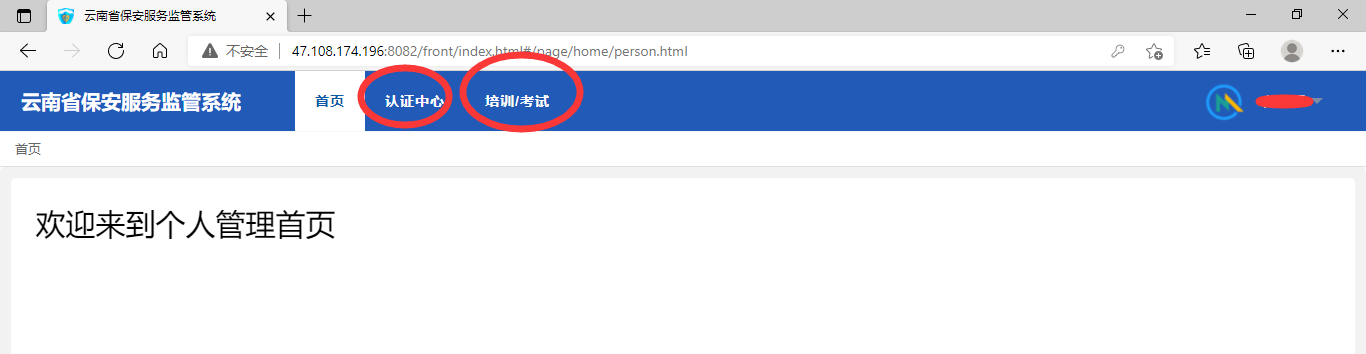 云南省保安服务监管系统
不安全
47.108.174.196:8082/front/index.html#/page/home/person.html
云南省保安服务监管系统 首页 认证中心 培训/考试
首页
欢迎来到个人管理首页